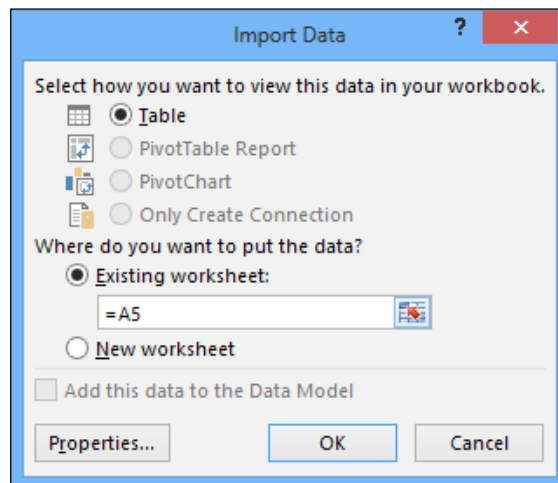 Import Data
?
Select how you want to view this data in your workbook.
Table
PivotTable Report
PivotChart
Only Create Connection
Where do you want to put the data?
Existing worksheet:
=A5
New worksheet
Add this data to the Data Model
Properties... OK Cancel